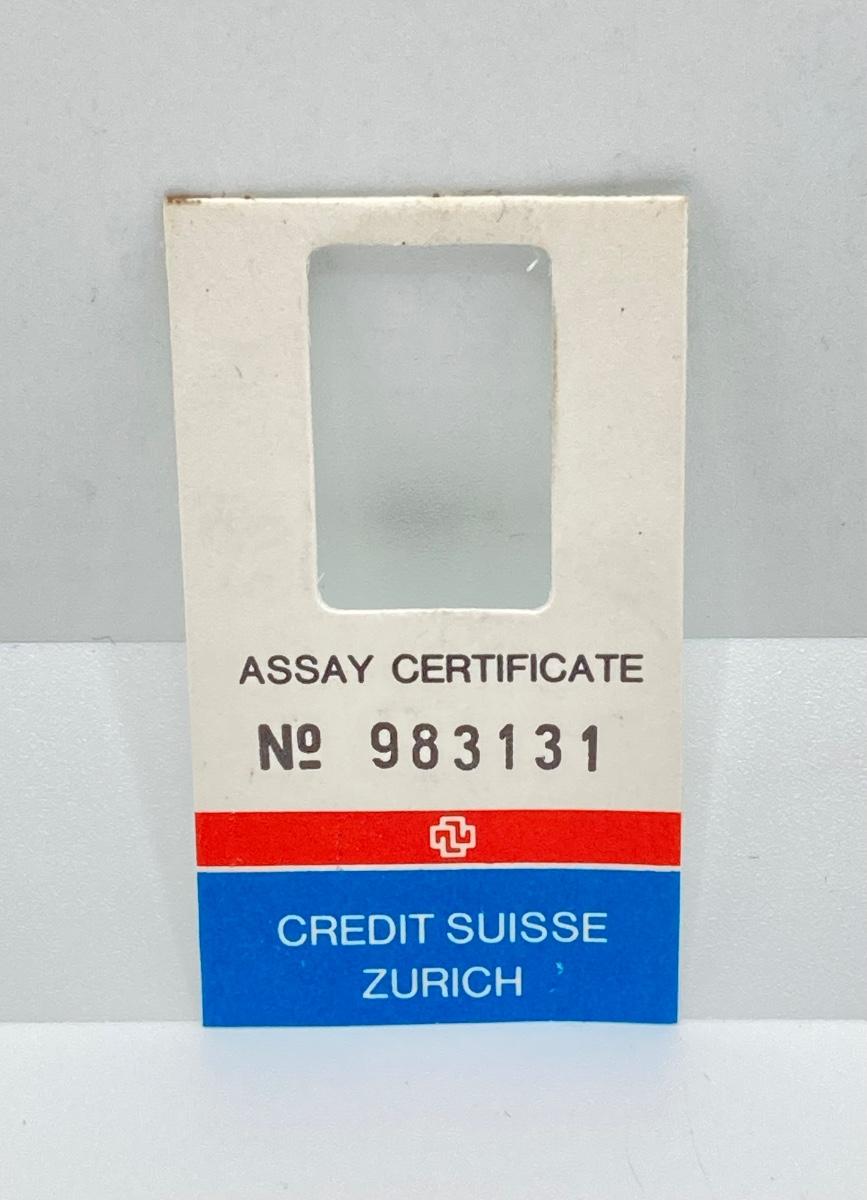 ASSAY CERTIFICATE
Nº 983131
CREDIT SUISSE
ZURICH